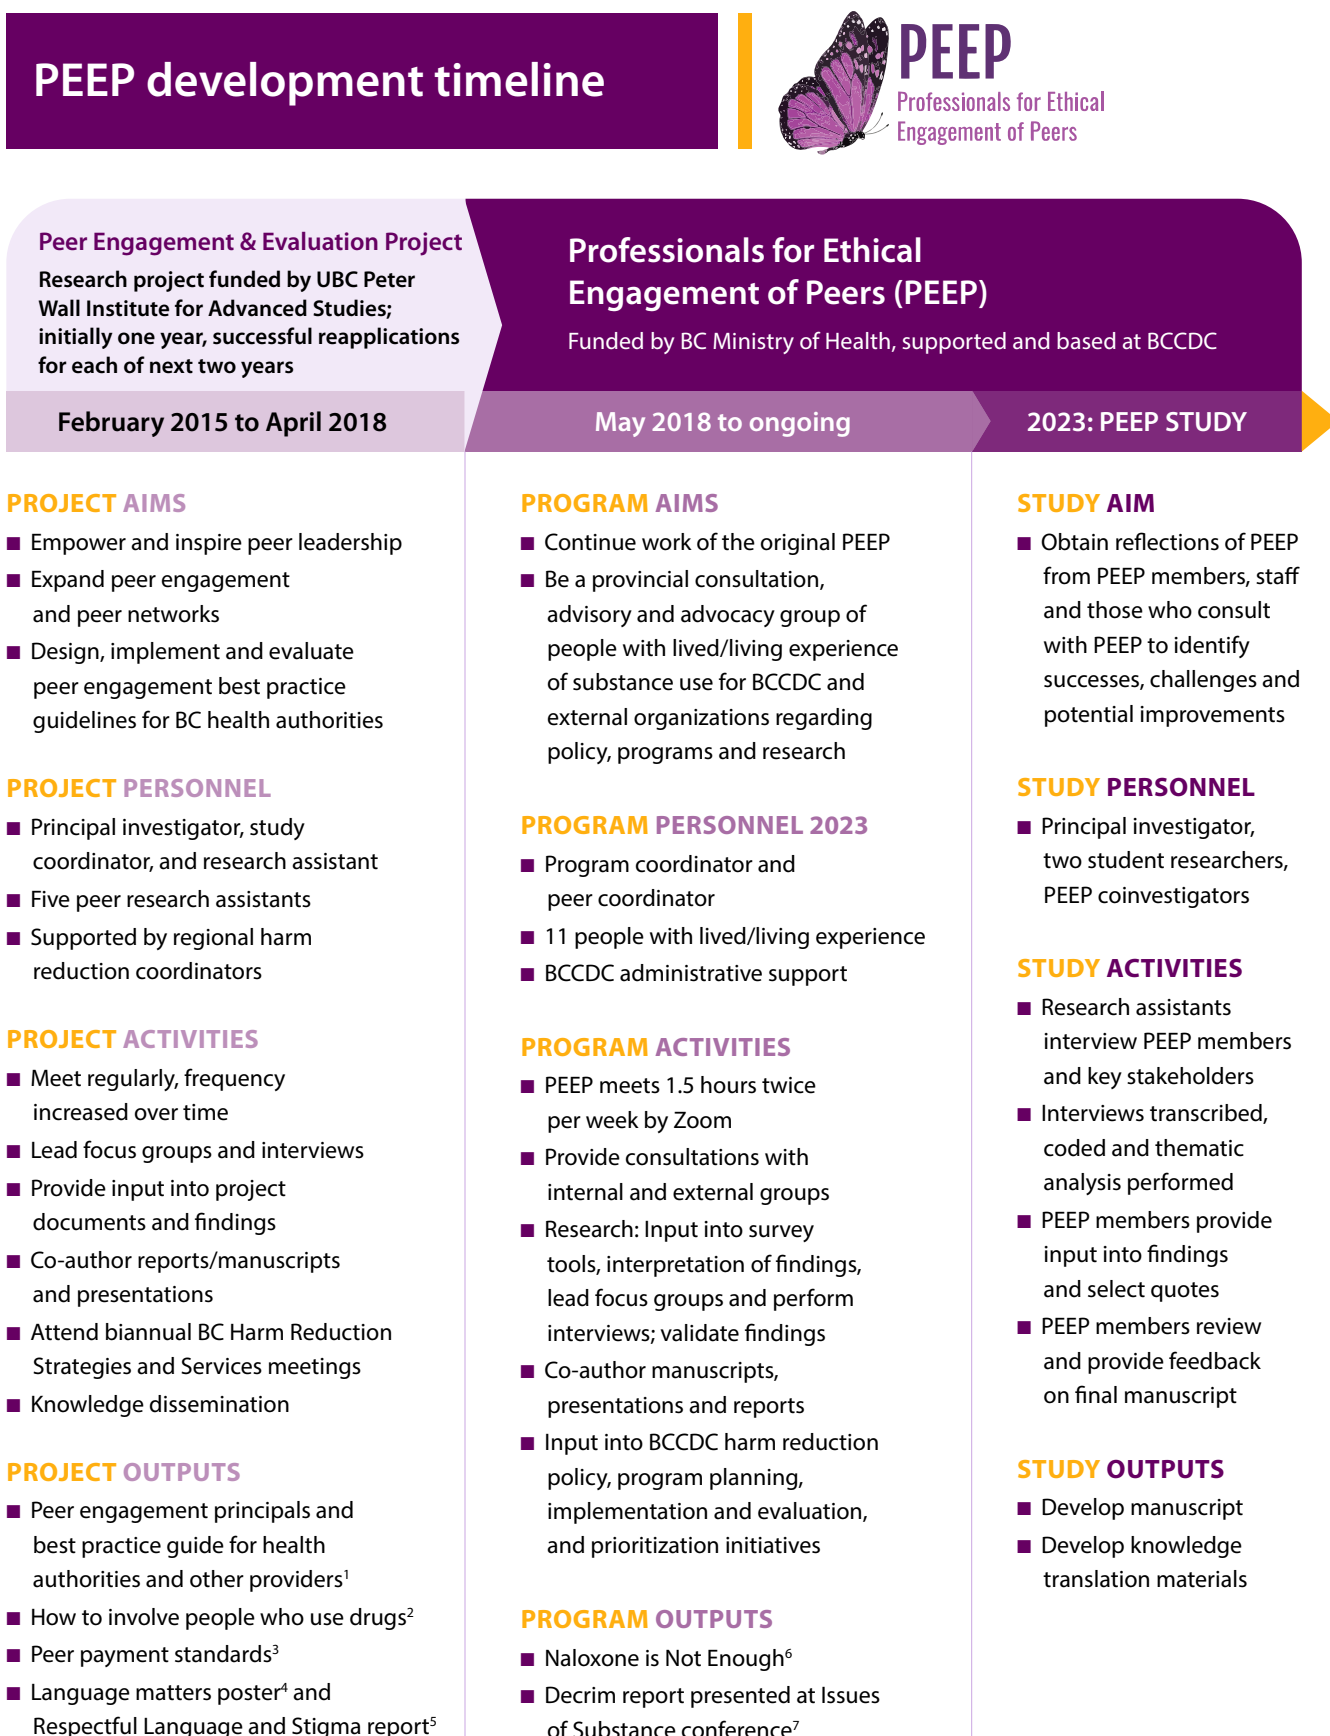 PEEP development timeline
PEEP
Professionals for Ethical
Engagement of Peers
Peer Engagement & Evaluation Project
Research project funded by UBC Peter
Wall Institute for Advanced Studies;
initially one year, successful reapplications
for each of next two years
February 2015 to April 2018
Professionals for Ethical
Engagement of Peers (PEEP)
Funded by BC Ministry of Health, supported and based at BCCDC
May 2018 to ongoing
2023: PEEP STUDY
PROJECT AIMS
■ Empower and inspire peer leadership
■ Expand peer engagement
and peer networks
■ Design, implement and evaluate
peer engagement best practice
guidelines for BC health authorities
PROJECT PERSONNEL
■ Principal investigator, study
coordinator, and research assistant
■ Five peer research assistants
■ Supported by regional harm
reduction coordinators
PROJECT ACTIVITIES
■ Meet regularly, frequency
increased over time
■ Lead focus groups and interviews
■ Provide input into project
documents and findings
■ Co-author reports/manuscripts
and presentations
■ Attend biannual BC Harm Reduction
Strategies and Services meetings
■ Knowledge dissemination
PROJECT OUTPUTS
■ Peer engagement principals and
best practice guide for health
authorities and other providers¹
■ How to involve people who use drugs²
■ Peer payment standards³
■ Language matters poster⁴ and
Respectful Language and Stigma report⁵
PROGRAM AIMS
■ Continue work of the original PEEP
■ Be a provincial consultation,
advisory and advocacy group of
people with lived/living experience
of substance use for BCCDC and
external organizations regarding
policy, programs and research
PROGRAM PERSONNEL 2023
■ Program coordinator and
peer coordinator
■ 11 people with lived/living experience
■ BCCDC administrative support
PROGRAM ACTIVITIES
■ PEEP meets 1.5 hours twice
per week by Zoom
■ Provide consultations with
internal and external groups
■ Research: Input into survey
tools, interpretation of findings,
lead focus groups and perform
interviews; validate findings
■ Co-author manuscripts,
presentations and reports
■ Input into BCCDC harm reduction
policy, program planning,
implementation and evaluation,
and prioritization initiatives
PROGRAM OUTPUTS
■ Naloxone is Not Enough⁶
■ Decrim report presented at Issues
of Substance conference⁷
STUDY AIM
■ Obtain reflections of PEEP
from PEEP members, staff
and those who consult
with PEEP to identify
successes, challenges and
potential improvements
STUDY PERSONNEL
■ Principal investigator,
two student researchers,
PEEP coinvestigators
STUDY ACTIVITIES
■ Research assistants
interview PEEP members
and key stakeholders
■ Interviews transcribed,
coded and thematic
analysis performed
■ PEEP members provide
input into findings
and select quotes
■ PEEP members review
and provide feedback
on final manuscript
STUDY OUTPUTS
■ Develop manuscript
■ Develop knowledge
translation materials